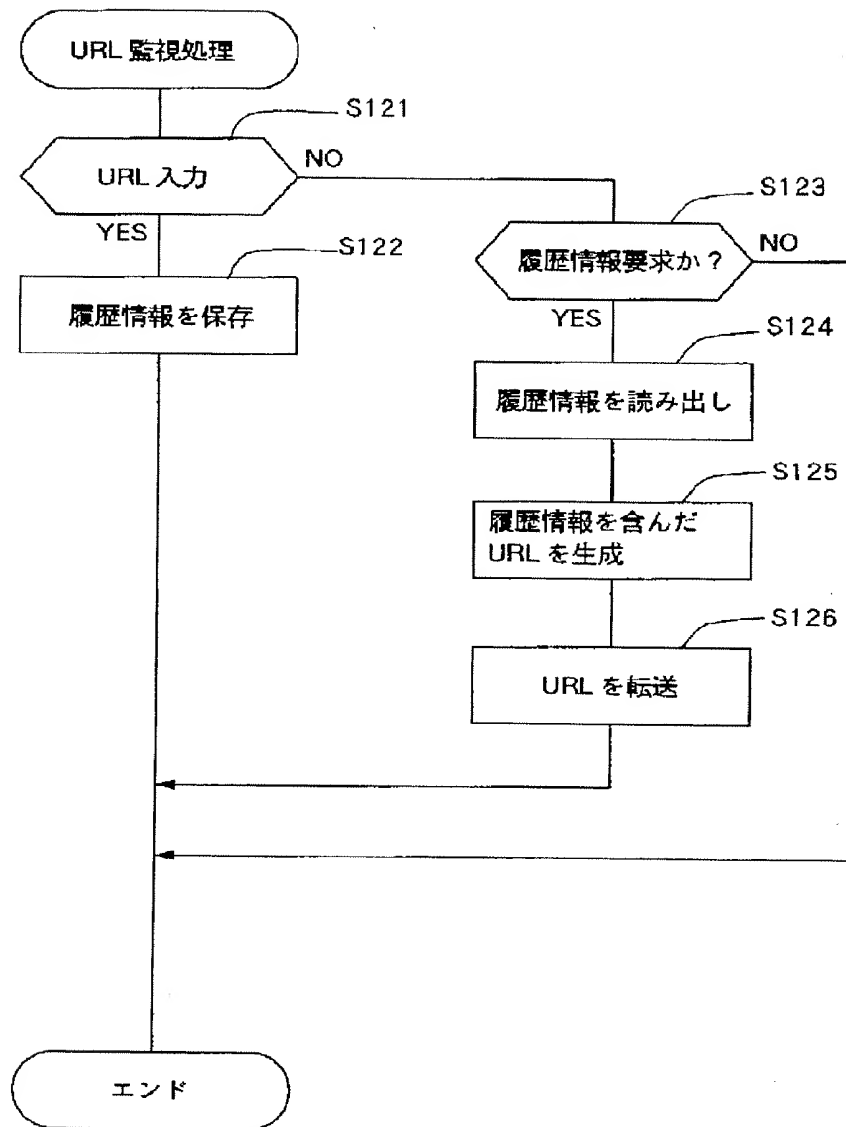 URL 監視処理
S121
URL 入力
NO
YES
S122
履歴情報を保存
S123
履歴情報要求か？
NO
YES
S124
履歴情報を読み出し
S125
履歴情報を含んだ
URL を生成
S126
URL を転送
エンド